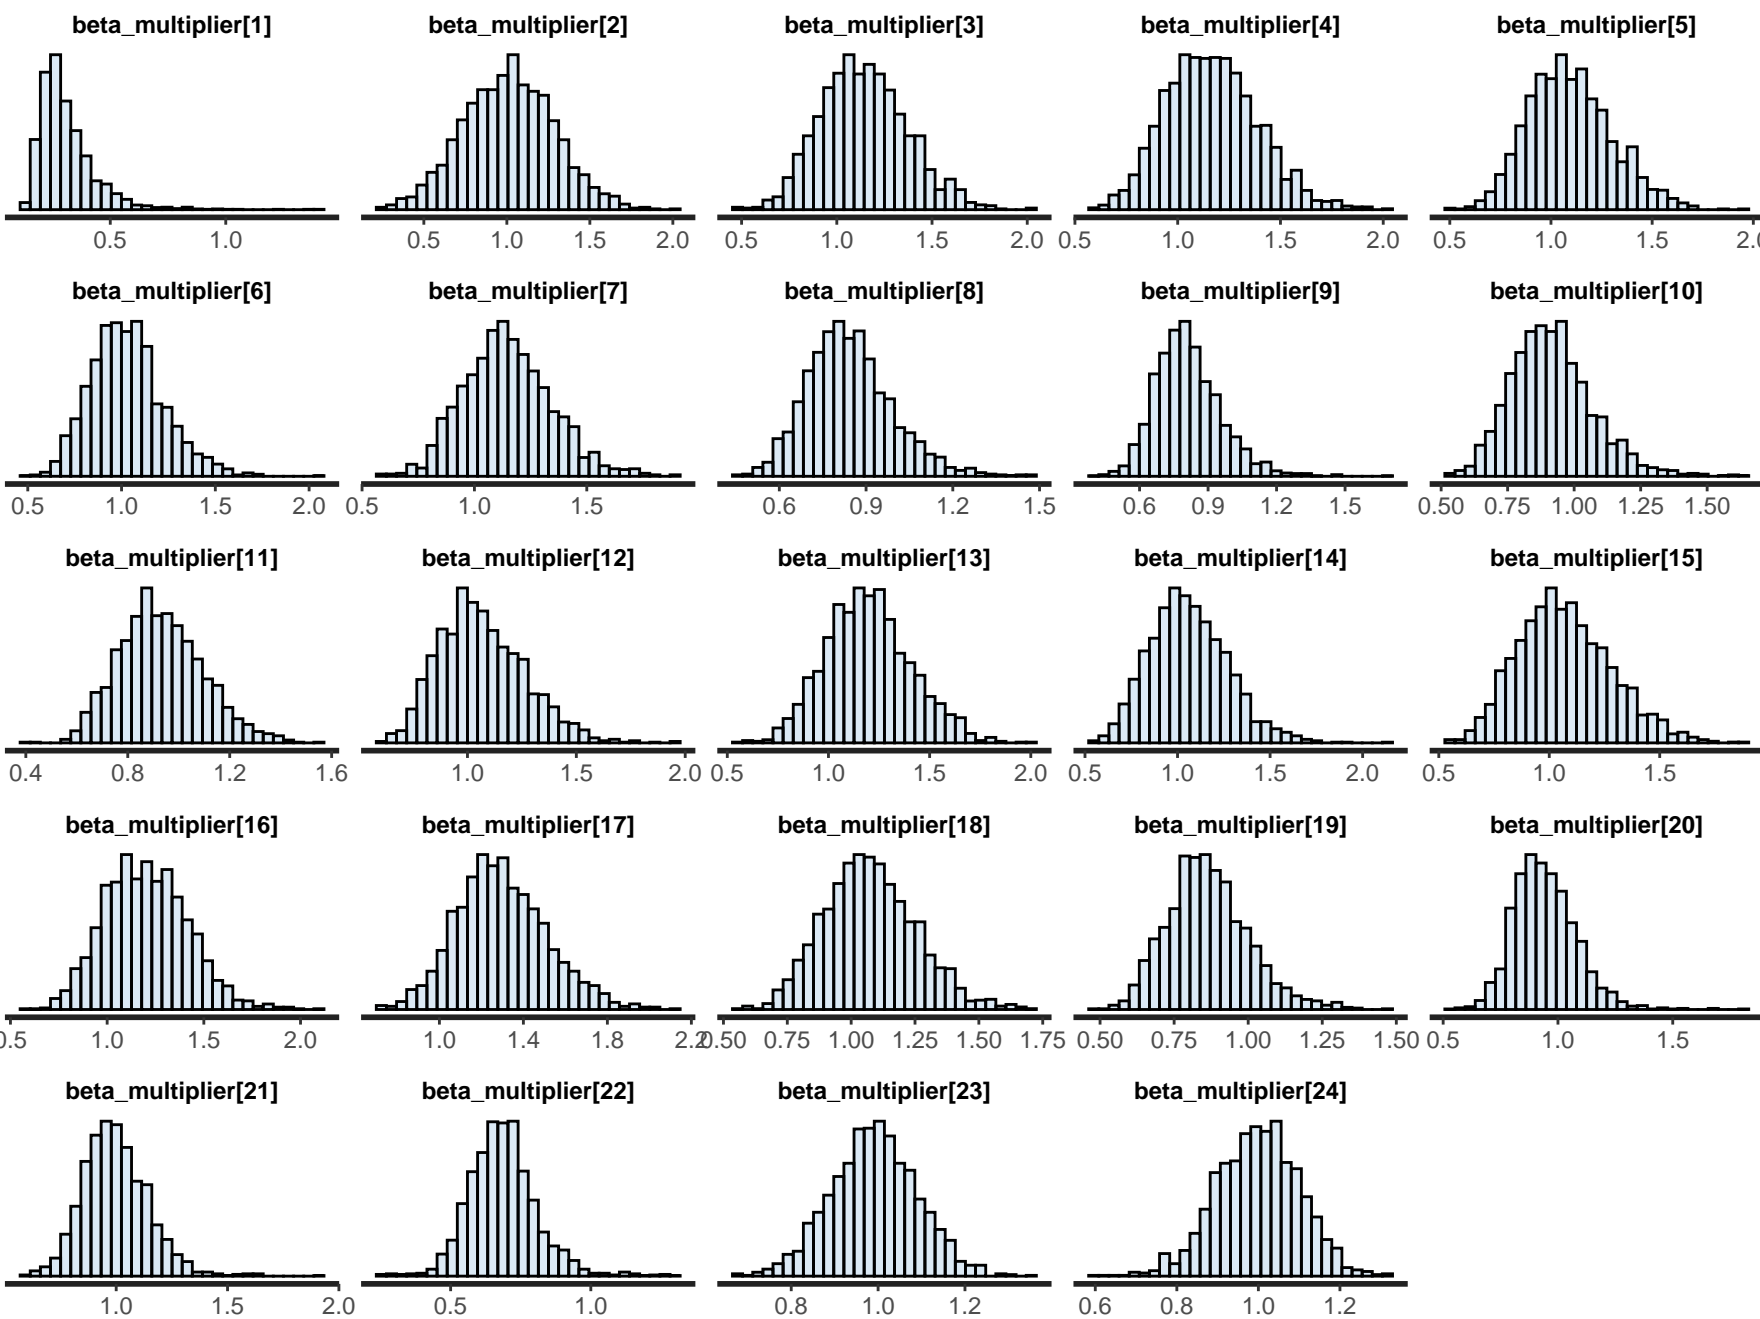 beta_multiplier[1] beta_multiplier[2] beta_multiplier[3] beta_multiplier[4] beta_multiplier[5]
0.5 1.0 0.5 1.0 1.5 2.0 0.5 1.0 1.5 2.0 0.5 1.0 1.5 2.0 0.5 1.0 1.5 2.0
beta_multiplier[6] beta_multiplier[7] beta_multiplier[8] beta_multiplier[9] beta_multiplier[10]
0.5 1.0 1.5 2.0 0.5 1.0 1.5 0.6 0.9 1.2 1.5 0.6 0.9 1.2 1.5 0.50 0.75 1.00 1.25 1.50
beta_multiplier[11] beta_multiplier[12] beta_multiplier[13] beta_multiplier[14] beta_multiplier[15]
0.4 0.8 1.2 1.6 1.0 1.5 2.0 0.5 1.0 1.5 2.0 0.5 1.0 1.5 2.0 0.5 1.0 1.5
beta_multiplier[16] beta_multiplier[17] beta_multiplier[18] beta_multiplier[19] beta_multiplier[20]
0.5 1.0 1.5 2.0 1.0 1.4 1.8 2.2 0.50 0.75 1.00 1.25 1.50 1.75 0.50 0.75 1.00 1.25 1.50 0.5 1.0 1.5
beta_multiplier[21] beta_multiplier[22] beta_multiplier[23] beta_multiplier[24]
1.0 1.5 2.0 0.5 1.0 0.8 1.0 1.2 0.6 0.8 1.0 1.2